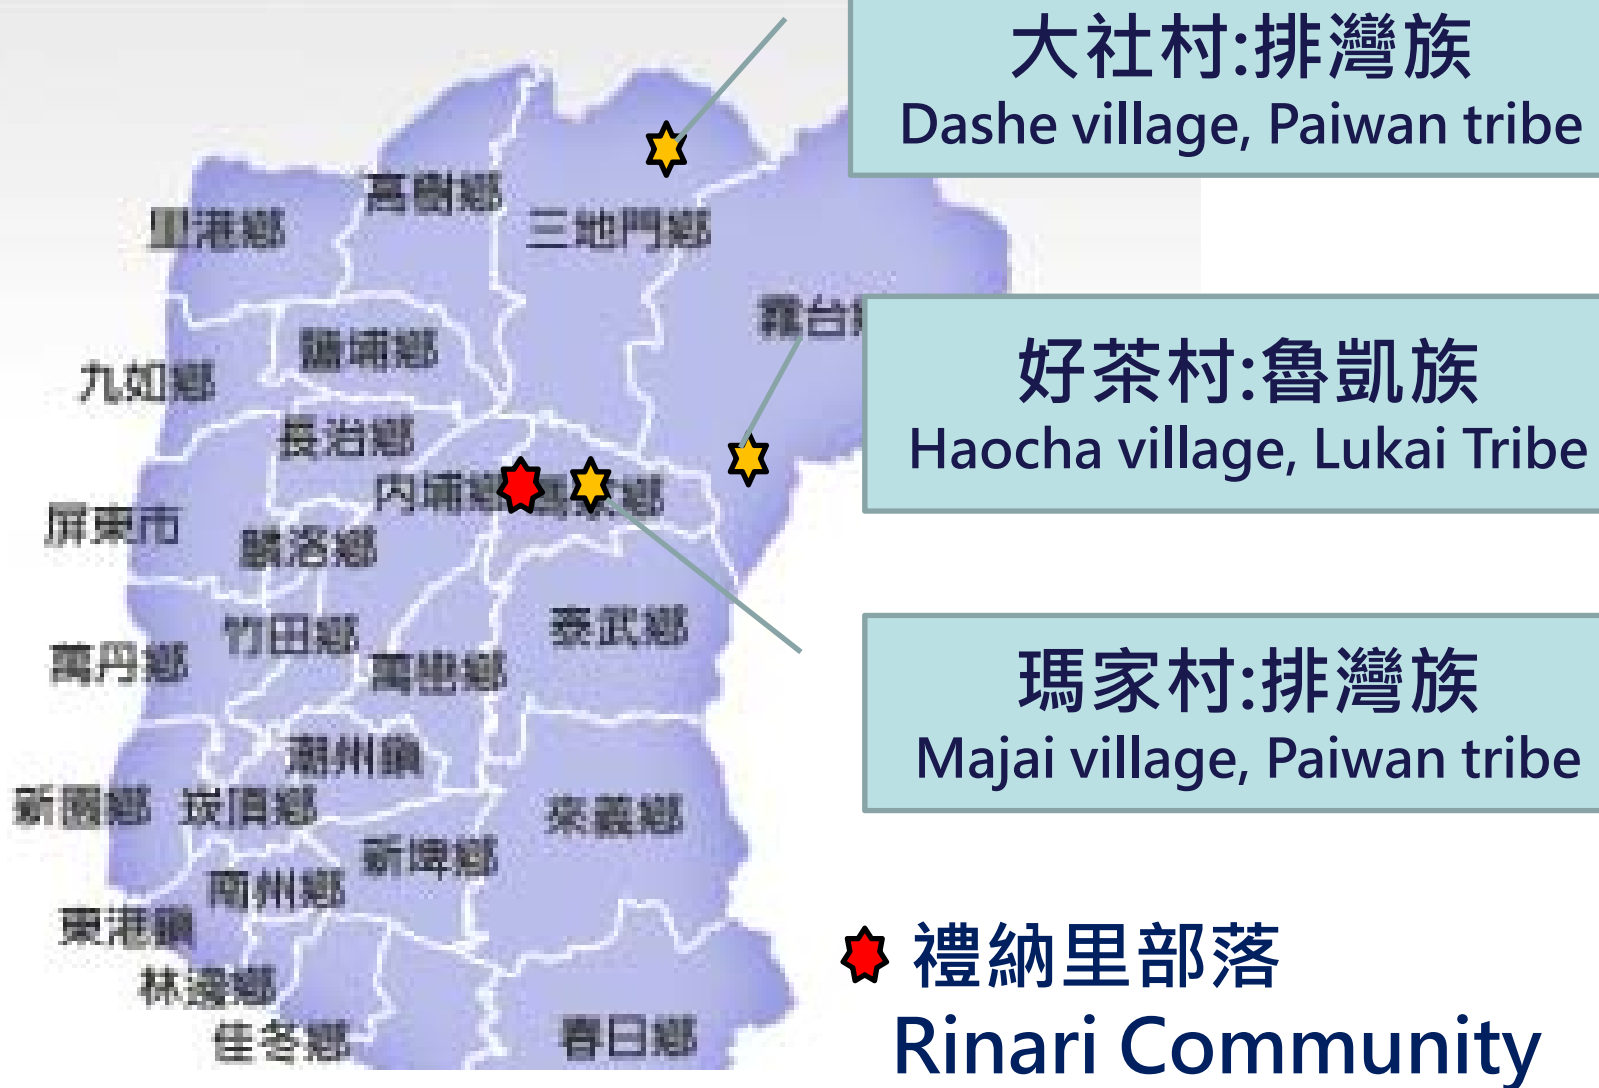 大社村:排灣族
Dashe village, Paiwan tribe
高樹鄉
里港鄉
三地門鄉
霧台
好茶村:魯凱族
Haocha village, Lukai Tribe
鹽埔鄉
九如鄉
長治鄉
內埔鄉
屏東市
麟洛鄉
竹田鄉
泰武鄉
萬丹鄉
萬巒鄉
瑪家村:排灣族
Majai village, Paiwan tribe
潮州鎮
新園鄉
崁頂鄉
來義鄉
新埤鄉
南州鄉
東港鎮
林邊鄉
佳冬鄉
春日鄉
禮納里部落
Rinari Community